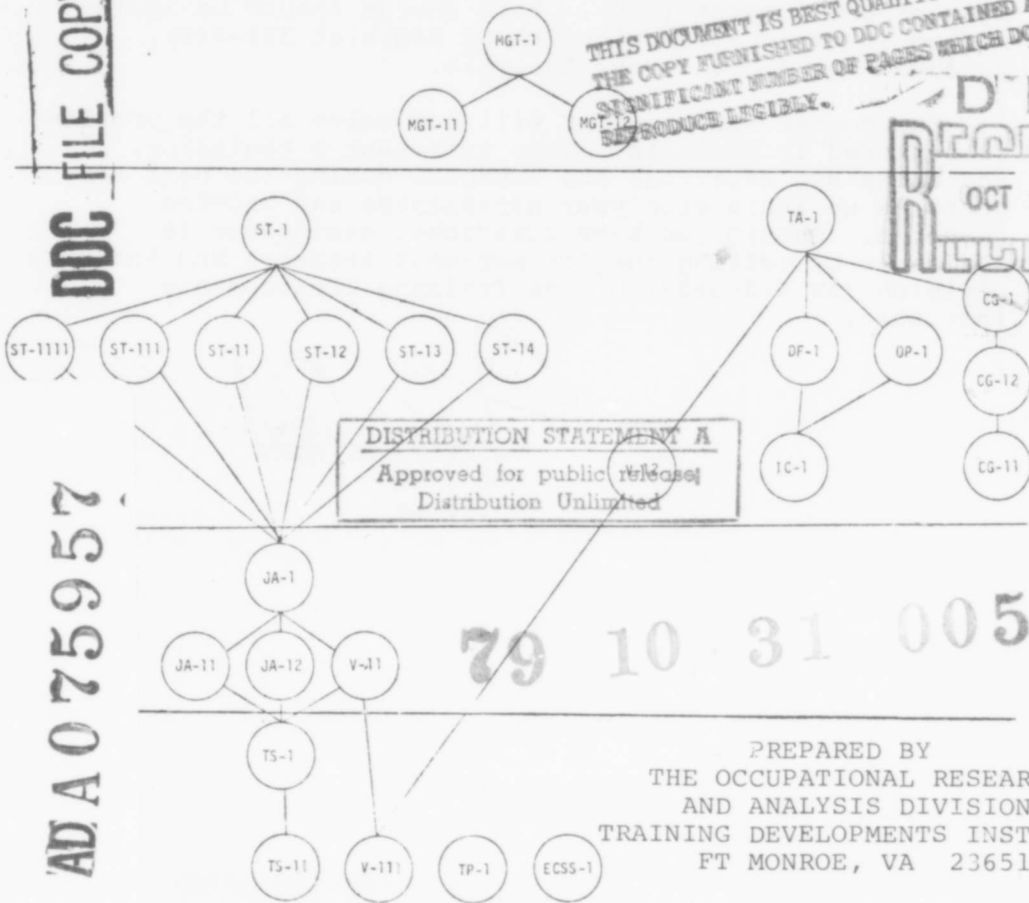 DDC FILE COP
ADA075957
THIS DOCUMENT IS BEST QUALI
THE COPY FURNISHED TO DDC CONTAINED A
SIGNIFICANT NUMBER OF PAGES WHICH DO
REPRODUCE LEGIBLY.
D
OCT
MGT-1
MGT-11
MGT-12
ST-1
TA-1
CG-1
ST-1111
ST-111
ST-11
ST-12
ST-13
ST-14
DF-1
OP-1
CG-12
DISTRIBUTION STATEMENT A
Approved for public release;
Distribution Unlimited
V-12
IC-1
CG-11
JA-1
JA-11
JA-12
V-11
79 10 31 005
TS-1
PREPARED BY
THE OCCUPATIONAL RESEAR
AND ANALYSIS DIVISION
TRAINING DEVELOPMENTS INST
FT MONROE, VA 23651
TS-11
V-111
TP-1
ECSS-1